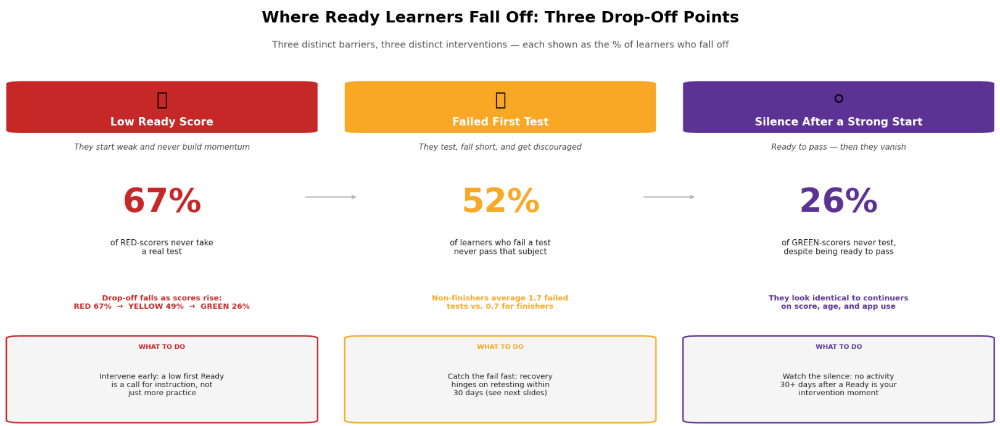 Where Ready Learners Fall Off: Three Drop-Off Points
Three distinct barriers, three distinct interventions — each shown as the % of learners who fall off
Low Ready Score
They start weak and never build momentum
67%
of RED-scorers never take
a real test
Drop-off falls as scores rise:
RED 67% → YELLOW 49% → GREEN 26%
WHAT TO DO
Intervene early: a low first Ready
is a call for instruction, not
just more practice
Failed First Test
They test, fall short, and get discouraged
52%
of learners who fail a test
never pass that subject
Non-finishers average 1.7 failed
tests vs. 0.7 for finishers
WHAT TO DO
Catch the fail fast: recovery
hinges on retesting within
30 days (see next slides)
Silence After a Strong Start
Ready to pass — then they vanish
26%
of GREEN-scorers never test,
despite being ready to pass
They look identical to continuers
on score, age, and app use
WHAT TO DO
Watch the silence: no activity
30+ days after a Ready is your
intervention moment